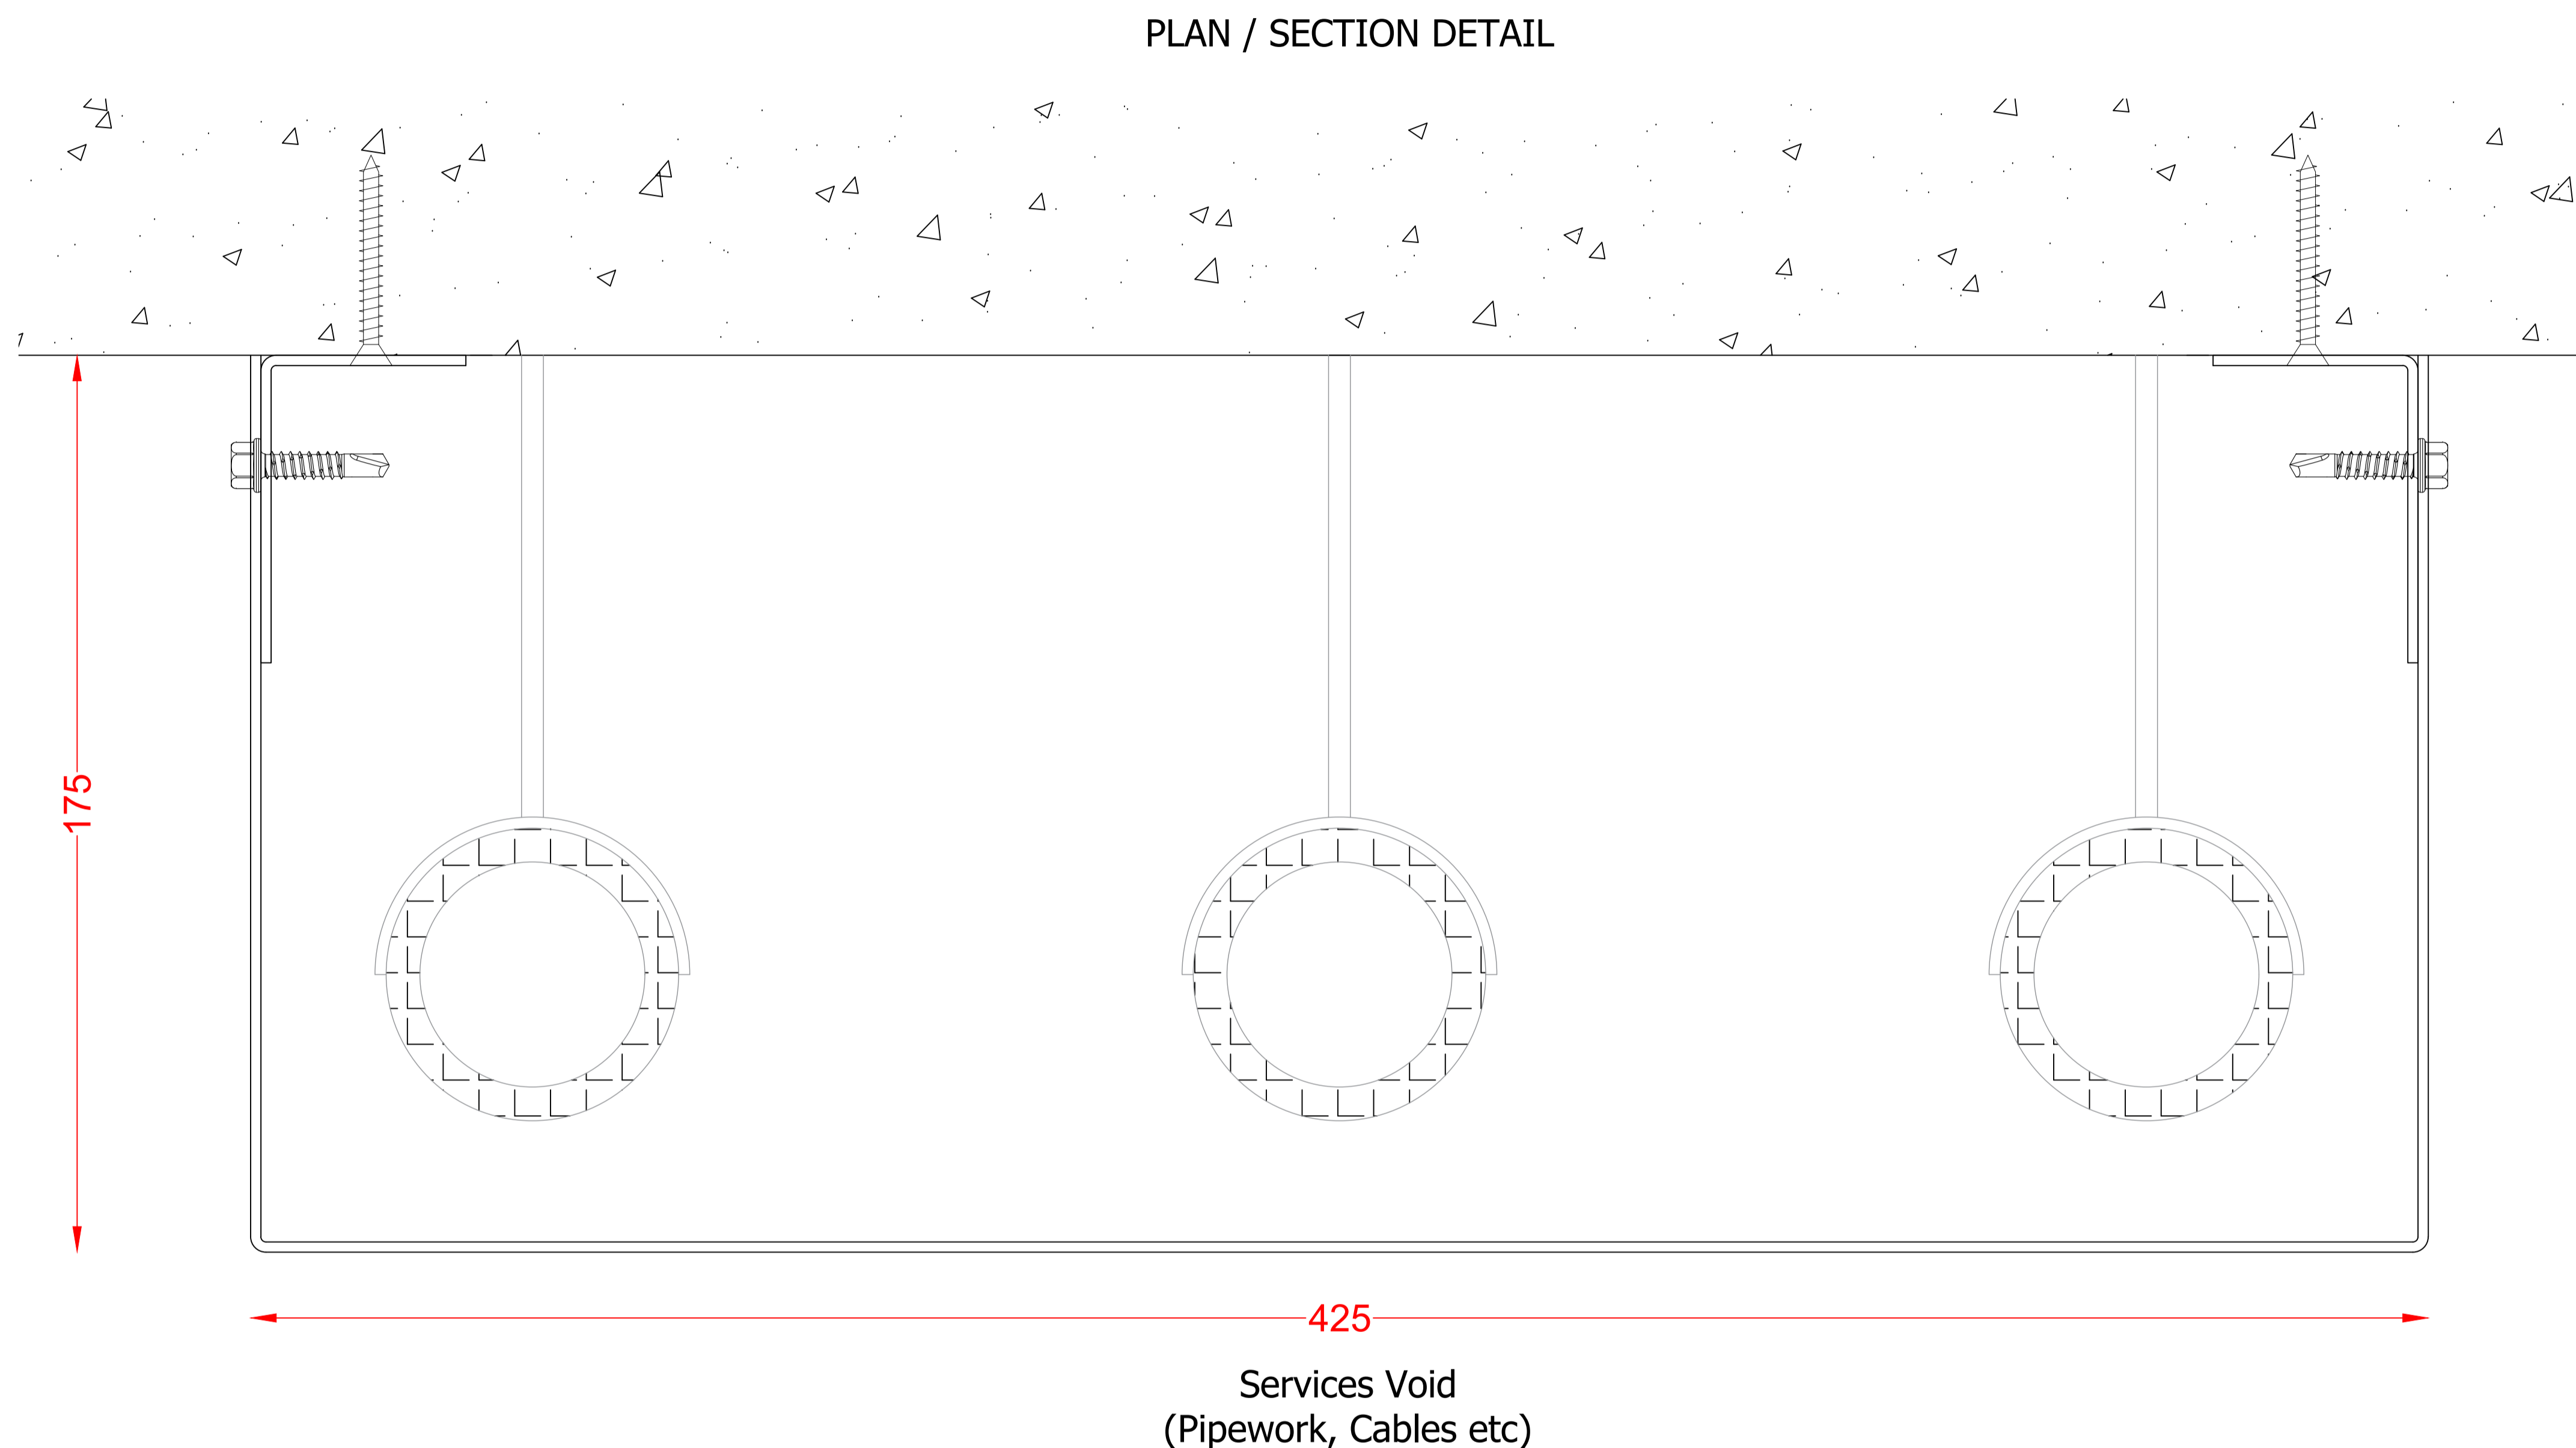 PLAN / SECTION DETAIL
175
425
Services Void
(Pipework, Cables etc)